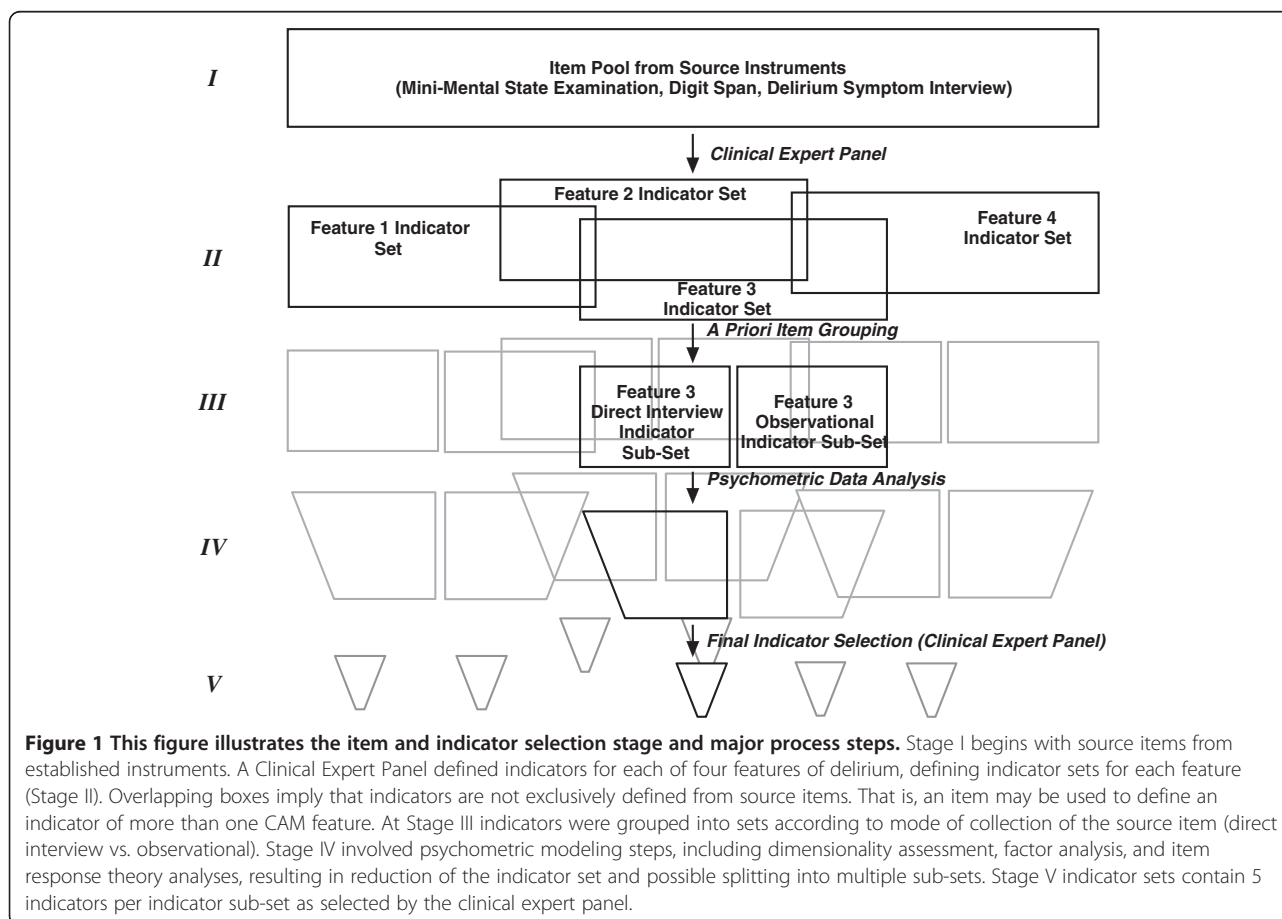 I
Item Pool from Source Instruments
(Mini-Mental State Examination, Digit Span, Delirium Symptom Interview)
Clinical Expert Panel
II
Feature 1 Indicator
Set
Feature 2 Indicator Set
Feature 3
Indicator Set
Feature 4
Indicator Set
A Priori Item Grouping
III
Feature 3
Direct Interview
Indicator
Sub-Set
Feature 3
Observational
Indicator Sub-Set
Psychometric Data Analysis
IV
Final Indicator Selection (Clinical Expert Panel)
V
Figure 1 This figure illustrates the item and indicator selection stage and major process steps. Stage I begins with source items from
established instruments. A Clinical Expert Panel defined indicators for each of four features of delirium, defining indicator sets for each feature
(Stage II). Overlapping boxes imply that indicators are not exclusively defined from source items. That is, an item may be used to define an
indicator of more than one CAM feature. At Stage III indicators were grouped into sets according to mode of collection of the source item (direct
interview vs. observational). Stage IV involved psychometric modeling steps, including dimensionality assessment, factor analysis, and item
response theory analyses, resulting in reduction of the indicator set and possible splitting into multiple sub-sets. Stage V indicator sets contain 5
indicators per indicator sub-set as selected by the clinical expert panel.